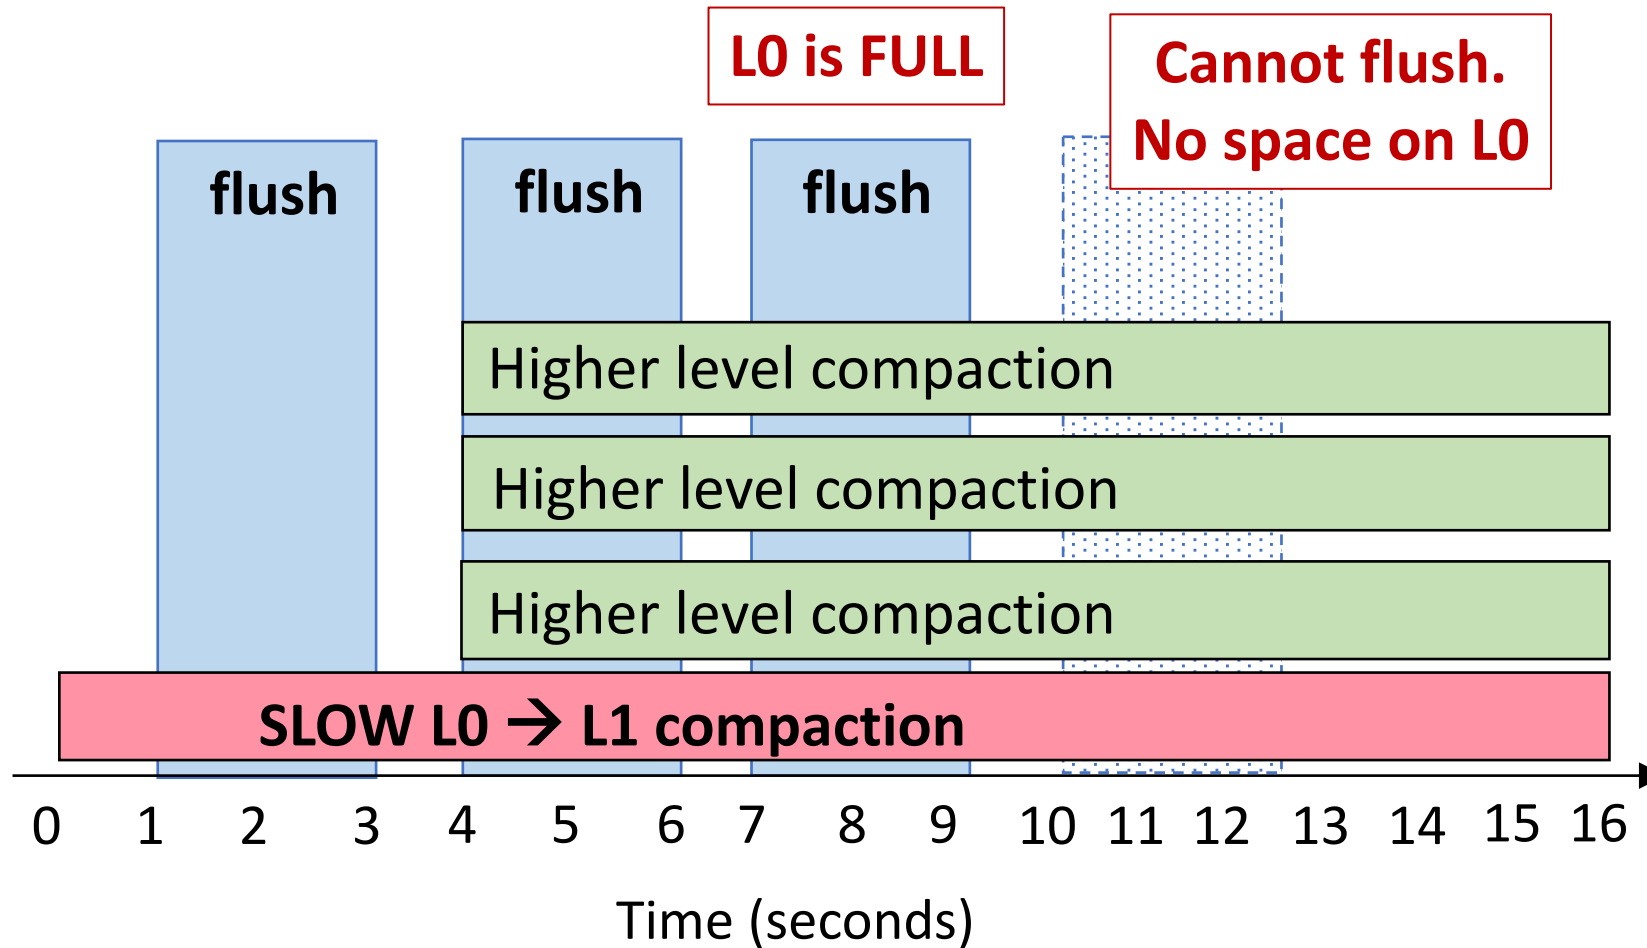 L0 is FULL
Cannot flush.
No space on L0
flush
flush
flush
Higher level compaction
Higher level compaction
Higher level compaction
SLOW L0 → L1 compaction
0 1 2 3 4 5 6 7 8 9 10 11 12 13 14 15 16
Time (seconds)